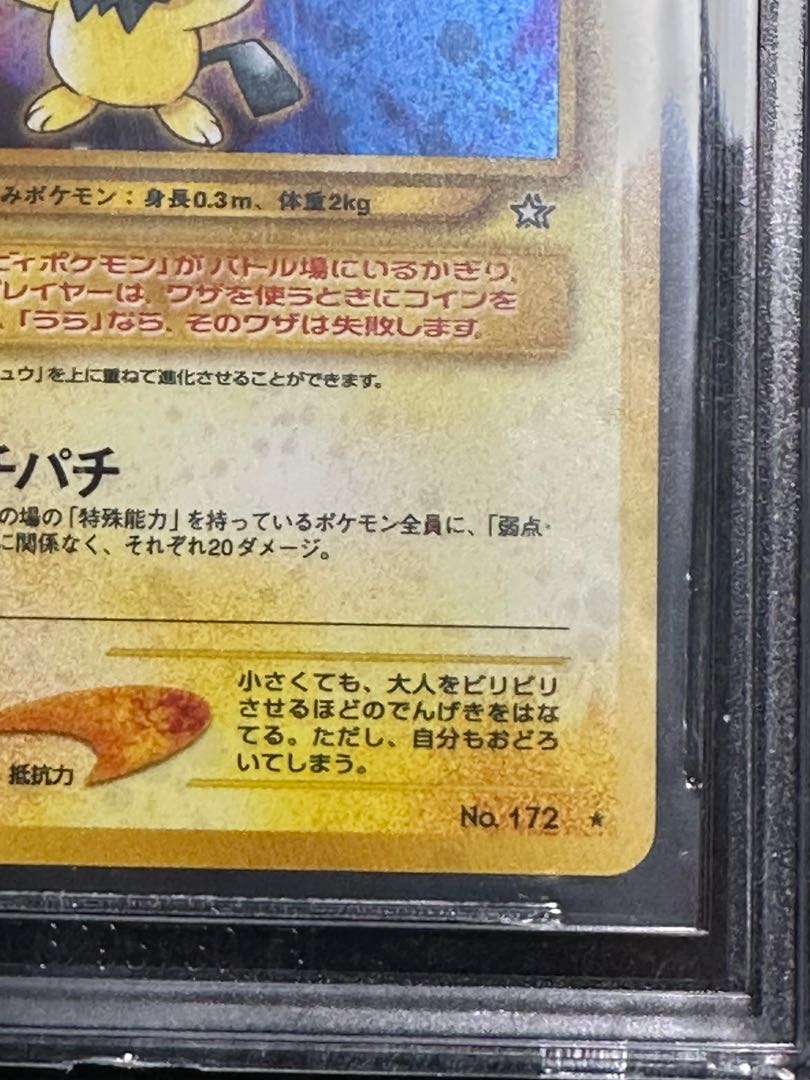 みポケモン：身長0.3m、体重2kg
ビィポケモン」がバトル場にいるかぎり、
プレイヤーは、ワザを使うときにコインを
、「うら」なら、そのワザは失敗します。
ュウ」を上に重ねて進化させることができます。
チパチ
の場の「特殊能力」を持っているポケモン全員に、「弱点・
に関係なく、それぞれ20ダメージ。
小さくても、大人をビリビリ
させるほどのでんげきをはな
てる。ただし、自分もおどろ
いてしまう。
抵抗力
No. 172 ★